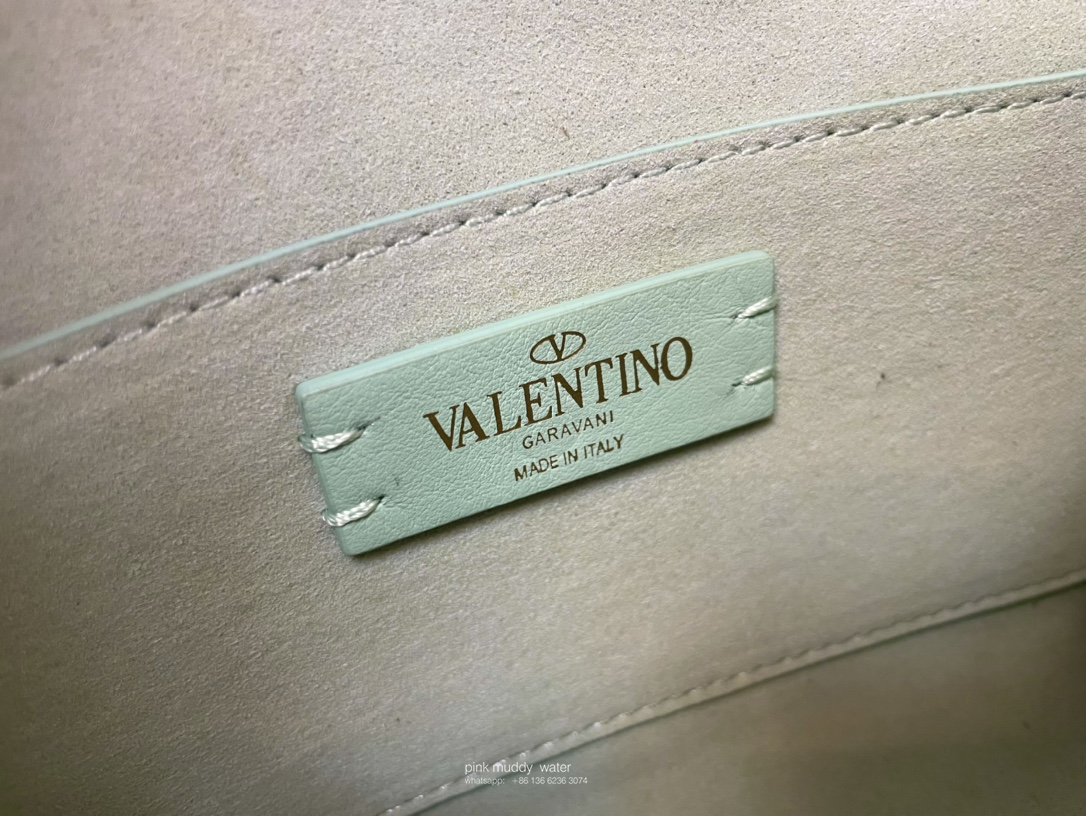 V
VALENTINO
GARAVANI
MADE IN ITALY
pink muddy water
whatsapp: +86 136 6236 3074